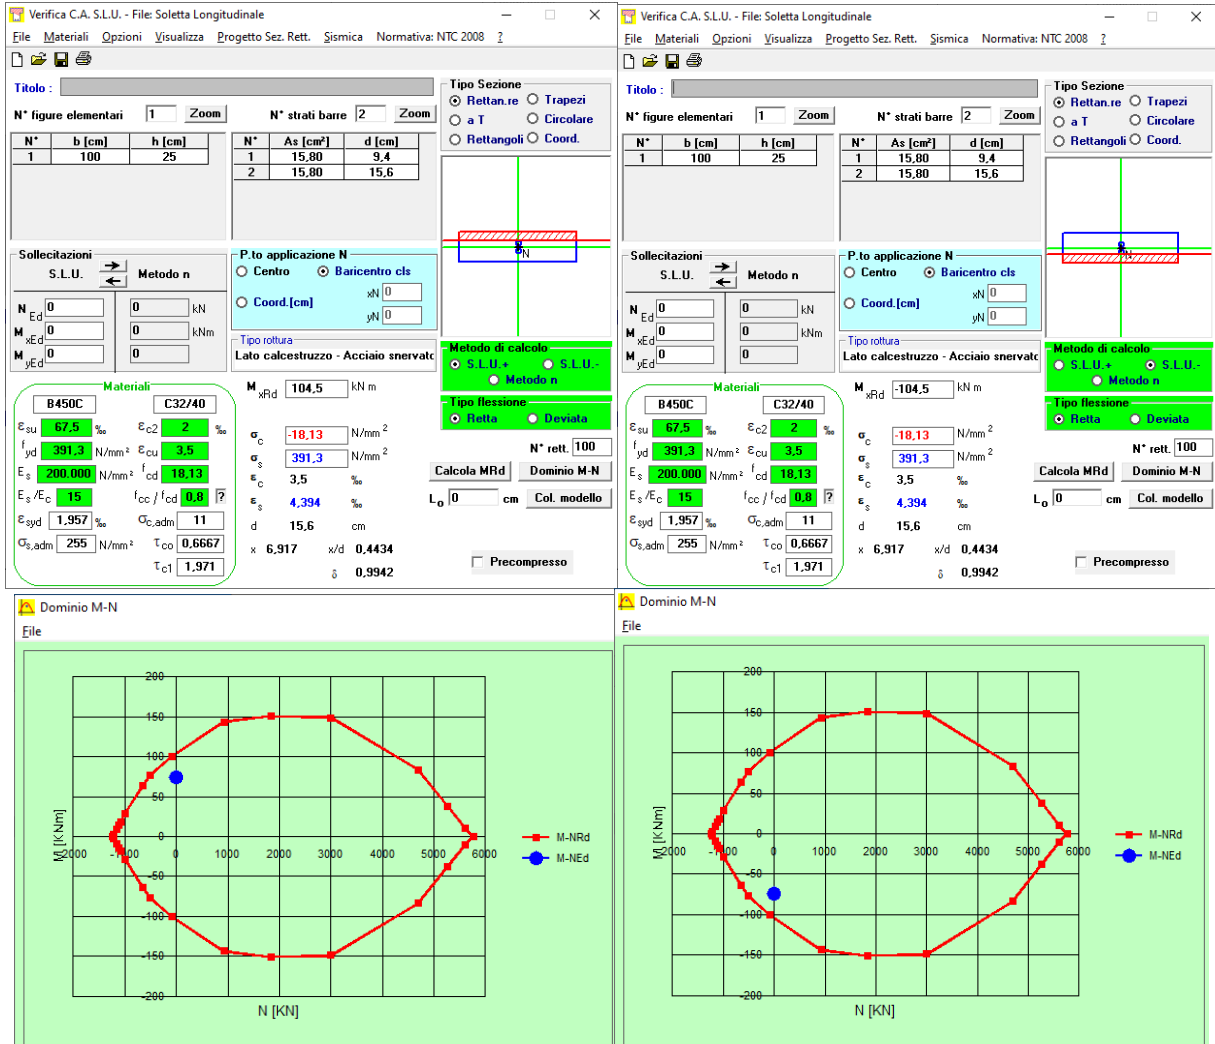 Verifica C.A. S.L.U. - File: Soletta Longitudinale
File Materiali Opzioni Visualizza Progetto Sez. Rett. Sismica Normativa: NTC 2008 ?
Titolo :
N° figure elementari 1 Zoom N° strati barre 2 Zoom
N° b [cm] h [cm]
1 100 25
N° As [cm²] d [cm]
1 15,80 9,4
2 15,80 15,6
Tipo Sezione
Rettan.re Trapezi
a T Circolare
Rettangoli Coord.
N
Sollecitazioni
S.L.U. Metodo n
N Ed 0 0 kN
M xEd 0 0 kNm
M yEd 0 0
P.to applicazione N
Centro Baricentro cls
Coord.[cm] xN 0
yN 0
Tipo rottura
Lato calcestruzzo - Acciaio snervato
Metodo di calcolo
S.L.U.+ S.L.U.-
Metodo n
Tipo flessione
Retta Deviata
N° rett. 100
Calcola MRd Dominio M-N
L o 0 cm Col. modello
Precompresso
Materiali
B450C C32/40
εsu 67,5 ‰ εc2 2 ‰
fyd 391,3 N/mm² εcu 3,5
Es 200.000 N/mm² fcd 18,13
Es/Ec 15 fcc / fcd 0,8 ?
εsyd 1,957 ‰ σc,adm 11
σs,adm 255 N/mm² τco 0,6667
τc1 1,971
M xRd 104,5 kN m
σc -18,13 N/mm²
σs 391,3 N/mm²
εc 3,5 ‰
εs 4,394 ‰
d 15,6 cm
x 6,917 x/d 0,4434
δ 0,9942
Verifica C.A. S.L.U. - File: Soletta Longitudinale
File Materiali Opzioni Visualizza Progetto Sez. Rett. Sismica Normativa: NTC 2008 ?
Titolo :
N° figure elementari 1 Zoom N° strati barre 2 Zoom
N° b [cm] h [cm]
1 100 25
N° As [cm²] d [cm]
1 15,80 9,4
2 15,80 15,6
Tipo Sezione
Rettan.re Trapezi
a T Circolare
Rettangoli Coord.
N
Sollecitazioni
S.L.U. Metodo n
N Ed 0 0 kN
M xEd 0 0 kNm
M yEd 0 0
P.to applicazione N
Centro Baricentro cls
Coord.[cm] xN 0
yN 0
Tipo rottura
Lato calcestruzzo - Acciaio snervato
Metodo di calcolo
S.L.U.+ S.L.U.-
Metodo n
Tipo flessione
Retta Deviata
N° rett. 100
Calcola MRd Dominio M-N
L o 0 cm Col. modello
Precompresso
Materiali
B450C C32/40
εsu 67,5 ‰ εc2 2 ‰
fyd 391,3 N/mm² εcu 3,5
Es 200.000 N/mm² fcd 18,13
Es/Ec 15 fcc / fcd 0,8 ?
εsyd 1,957 ‰ σc,adm 11
σs,adm 255 N/mm² τco 0,6667
τc1 1,971
M xRd -104,5 kN m
σc -18,13 N/mm²
σs 391,3 N/mm²
εc 3,5 ‰
εs 4,394 ‰
d 15,6 cm
x 6,917 x/d 0,4434
δ 0,9942
Dominio M-N
File
200
150
100
50
0
-50
-100
-150
-200
-2000 -1000 0 1000 2000 3000 4000 5000 6000
M [KNm]
N [KN]
M-NRd
M-NEd
Dominio M-N
File
200
150
100
50
0
-50
-100
-150
-200
-2000 -1000 0 1000 2000 3000 4000 5000 6000
M [KNm]
N [KN]
M-NRd
M-NEd